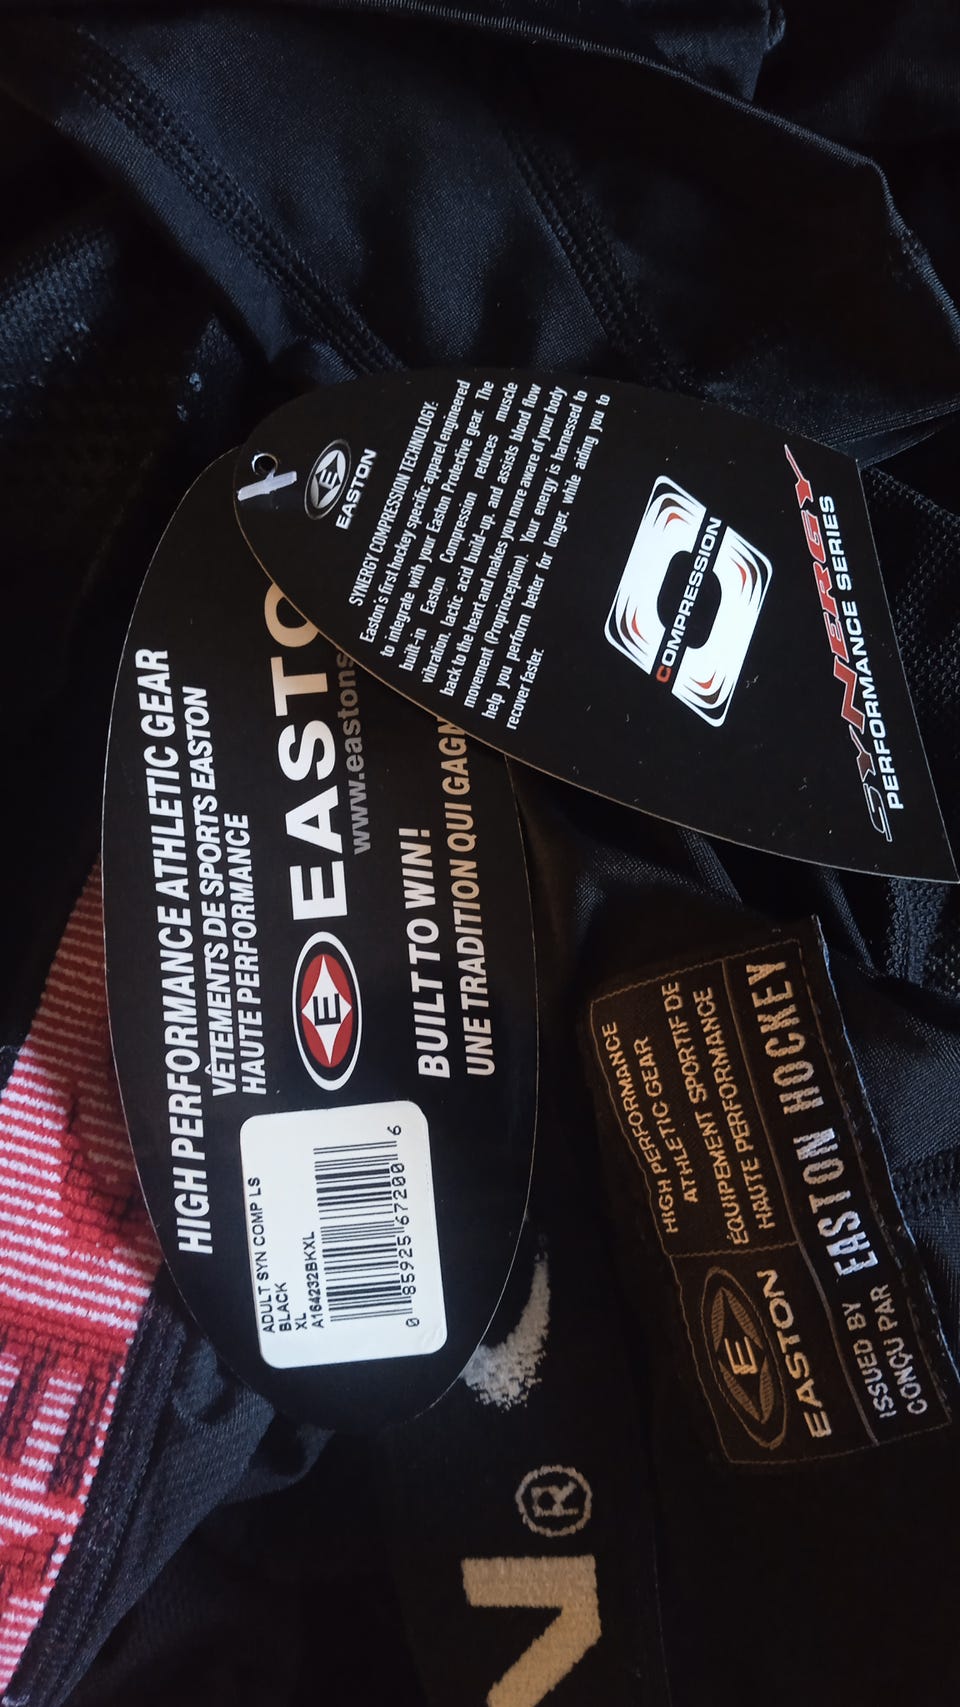 EASTON
SYNERGY COMPRESSION TECHNOLOGY:
Easton's first hockey specific apparel engineered
to integrate with your Easton Protective gear. The
built-in Easton Compression reduces muscle
vibration, lactic acid build-up, and assists blood flow
back to the heart and makes you more aware of your body
movement (Proprioception). Your energy is harnessed to
help you perform better for longer, while aiding you to
recover faster.
COMPRESSION
SYNERGY
PERFORMANCE SERIES
HIGH PERFORMANCE ATHLETIC GEAR
VÊTEMENTS DE SPORTS EASTON
HAUTE PERFORMANCE
E EASTO
www.eastons
BUILT TO WIN!
UNE TRADITION QUI GAGN
ADULT SYN COMP LS
BLACK
XL
A164232BKXL
0 85925 67200 6
HIGH PERFORMANCE
ATHLETIC GEAR
ÉQUIPEMENT SPORTIF DE
HAUTE PERFORMANCE
E
EASTON
ISSUED BY
CONÇU PAR
EASTON HOCKEY
N®